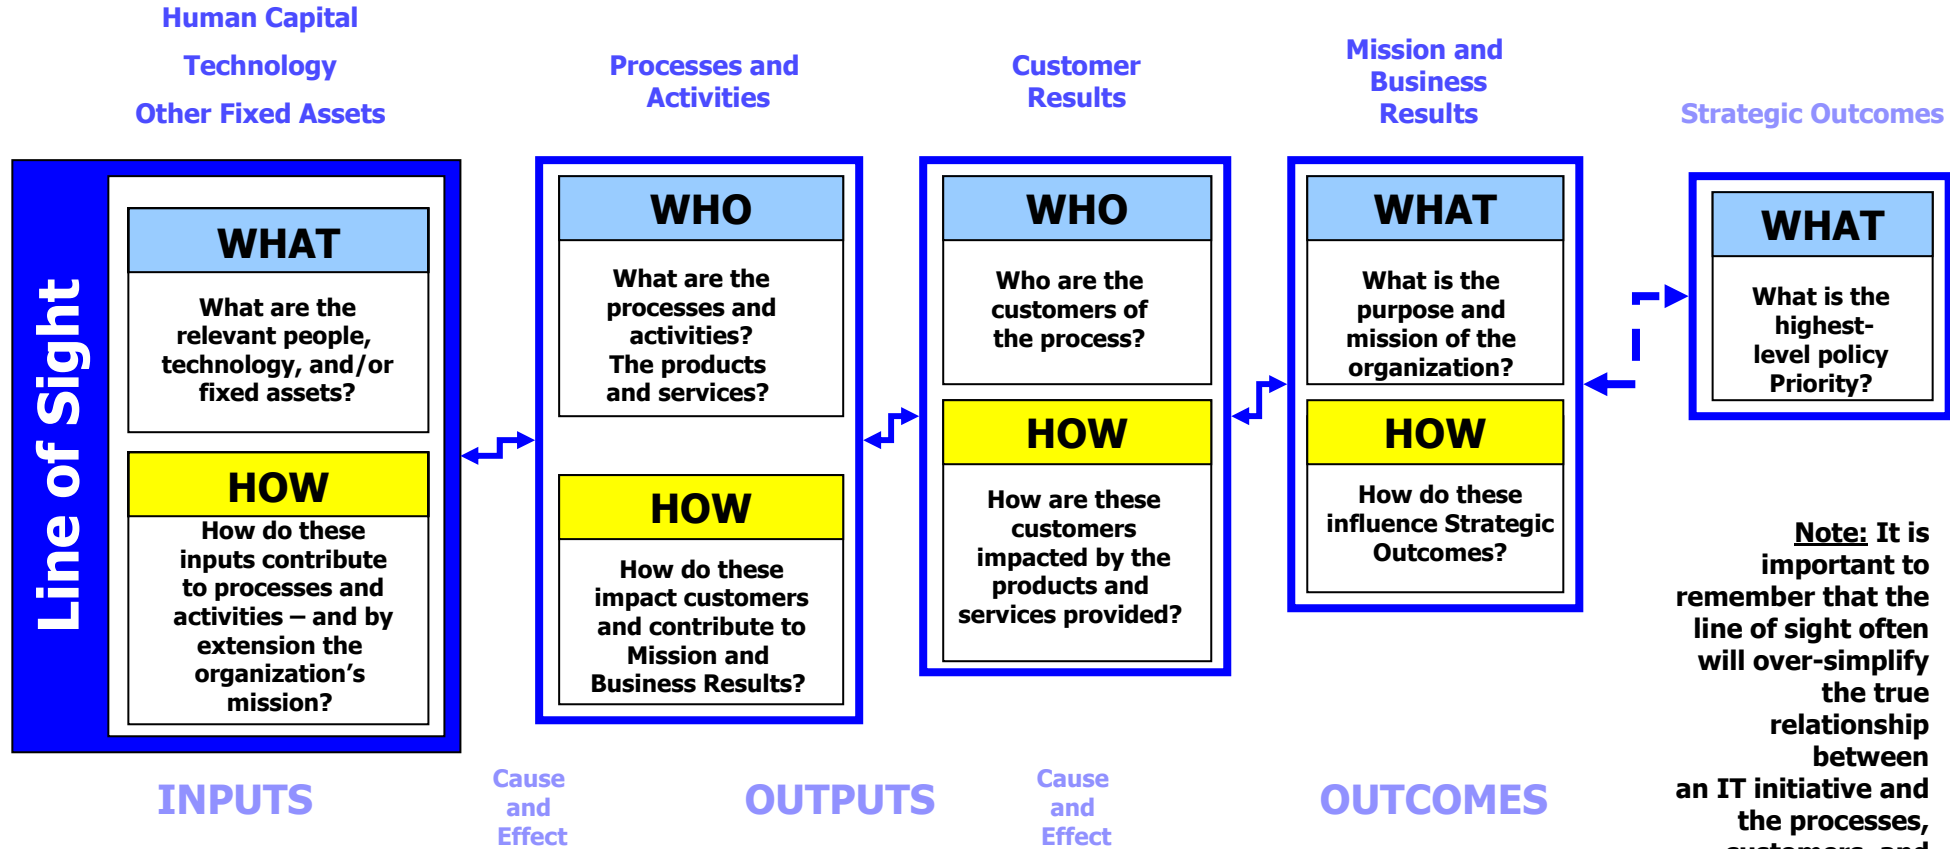 Human Capital
Technology
Other Fixed Assets
Processes and
Activities
Customer
Results
Mission and
Business
Results
Strategic Outcomes
Line of Sight
WHAT
What are the
relevant people,
technology, and/or
fixed assets?
HOW
How do these
inputs contribute
to processes and
activities – and by
extension the
organization’s
mission?
WHO
What are the
processes and
activities?
The products
and services?
HOW
How do these
impact customers
and contribute to
Mission and
Business Results?
WHO
Who are the
customers of
the process?
HOW
How are these
customers
impacted by the
products and
services provided?
WHAT
What is the
purpose and
mission of the
organization?
HOW
How do these
influence Strategic
Outcomes?
WHAT
What is the
highest-
level policy
Priority?
Note: It is
important to
remember that the
line of sight often
will over-simplify
the true
relationship
between
an IT initiative and
the processes,
customers, and
INPUTS
Cause
and
Effect
OUTPUTS
Cause
and
Effect
OUTCOMES